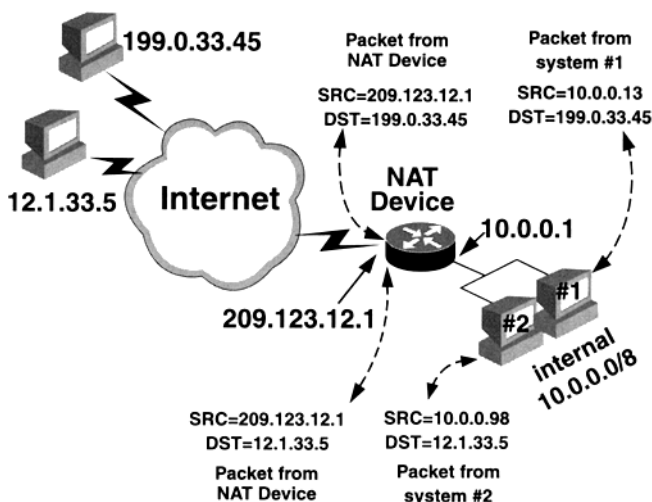 199.0.33.45
Packet from
NAT Device
SRC=209.123.12.1
DST=199.0.33.45
Packet from
system #1
SRC=10.0.0.13
DST=199.0.33.45
12.1.33.5
Internet
NAT
Device
10.0.0.1
209.123.12.1
#1
#2
internal
10.0.0.0/8
SRC=209.123.12.1
DST=12.1.33.5
Packet from
NAT Device
SRC=10.0.0.98
DST=12.1.33.5
Packet from
system #2